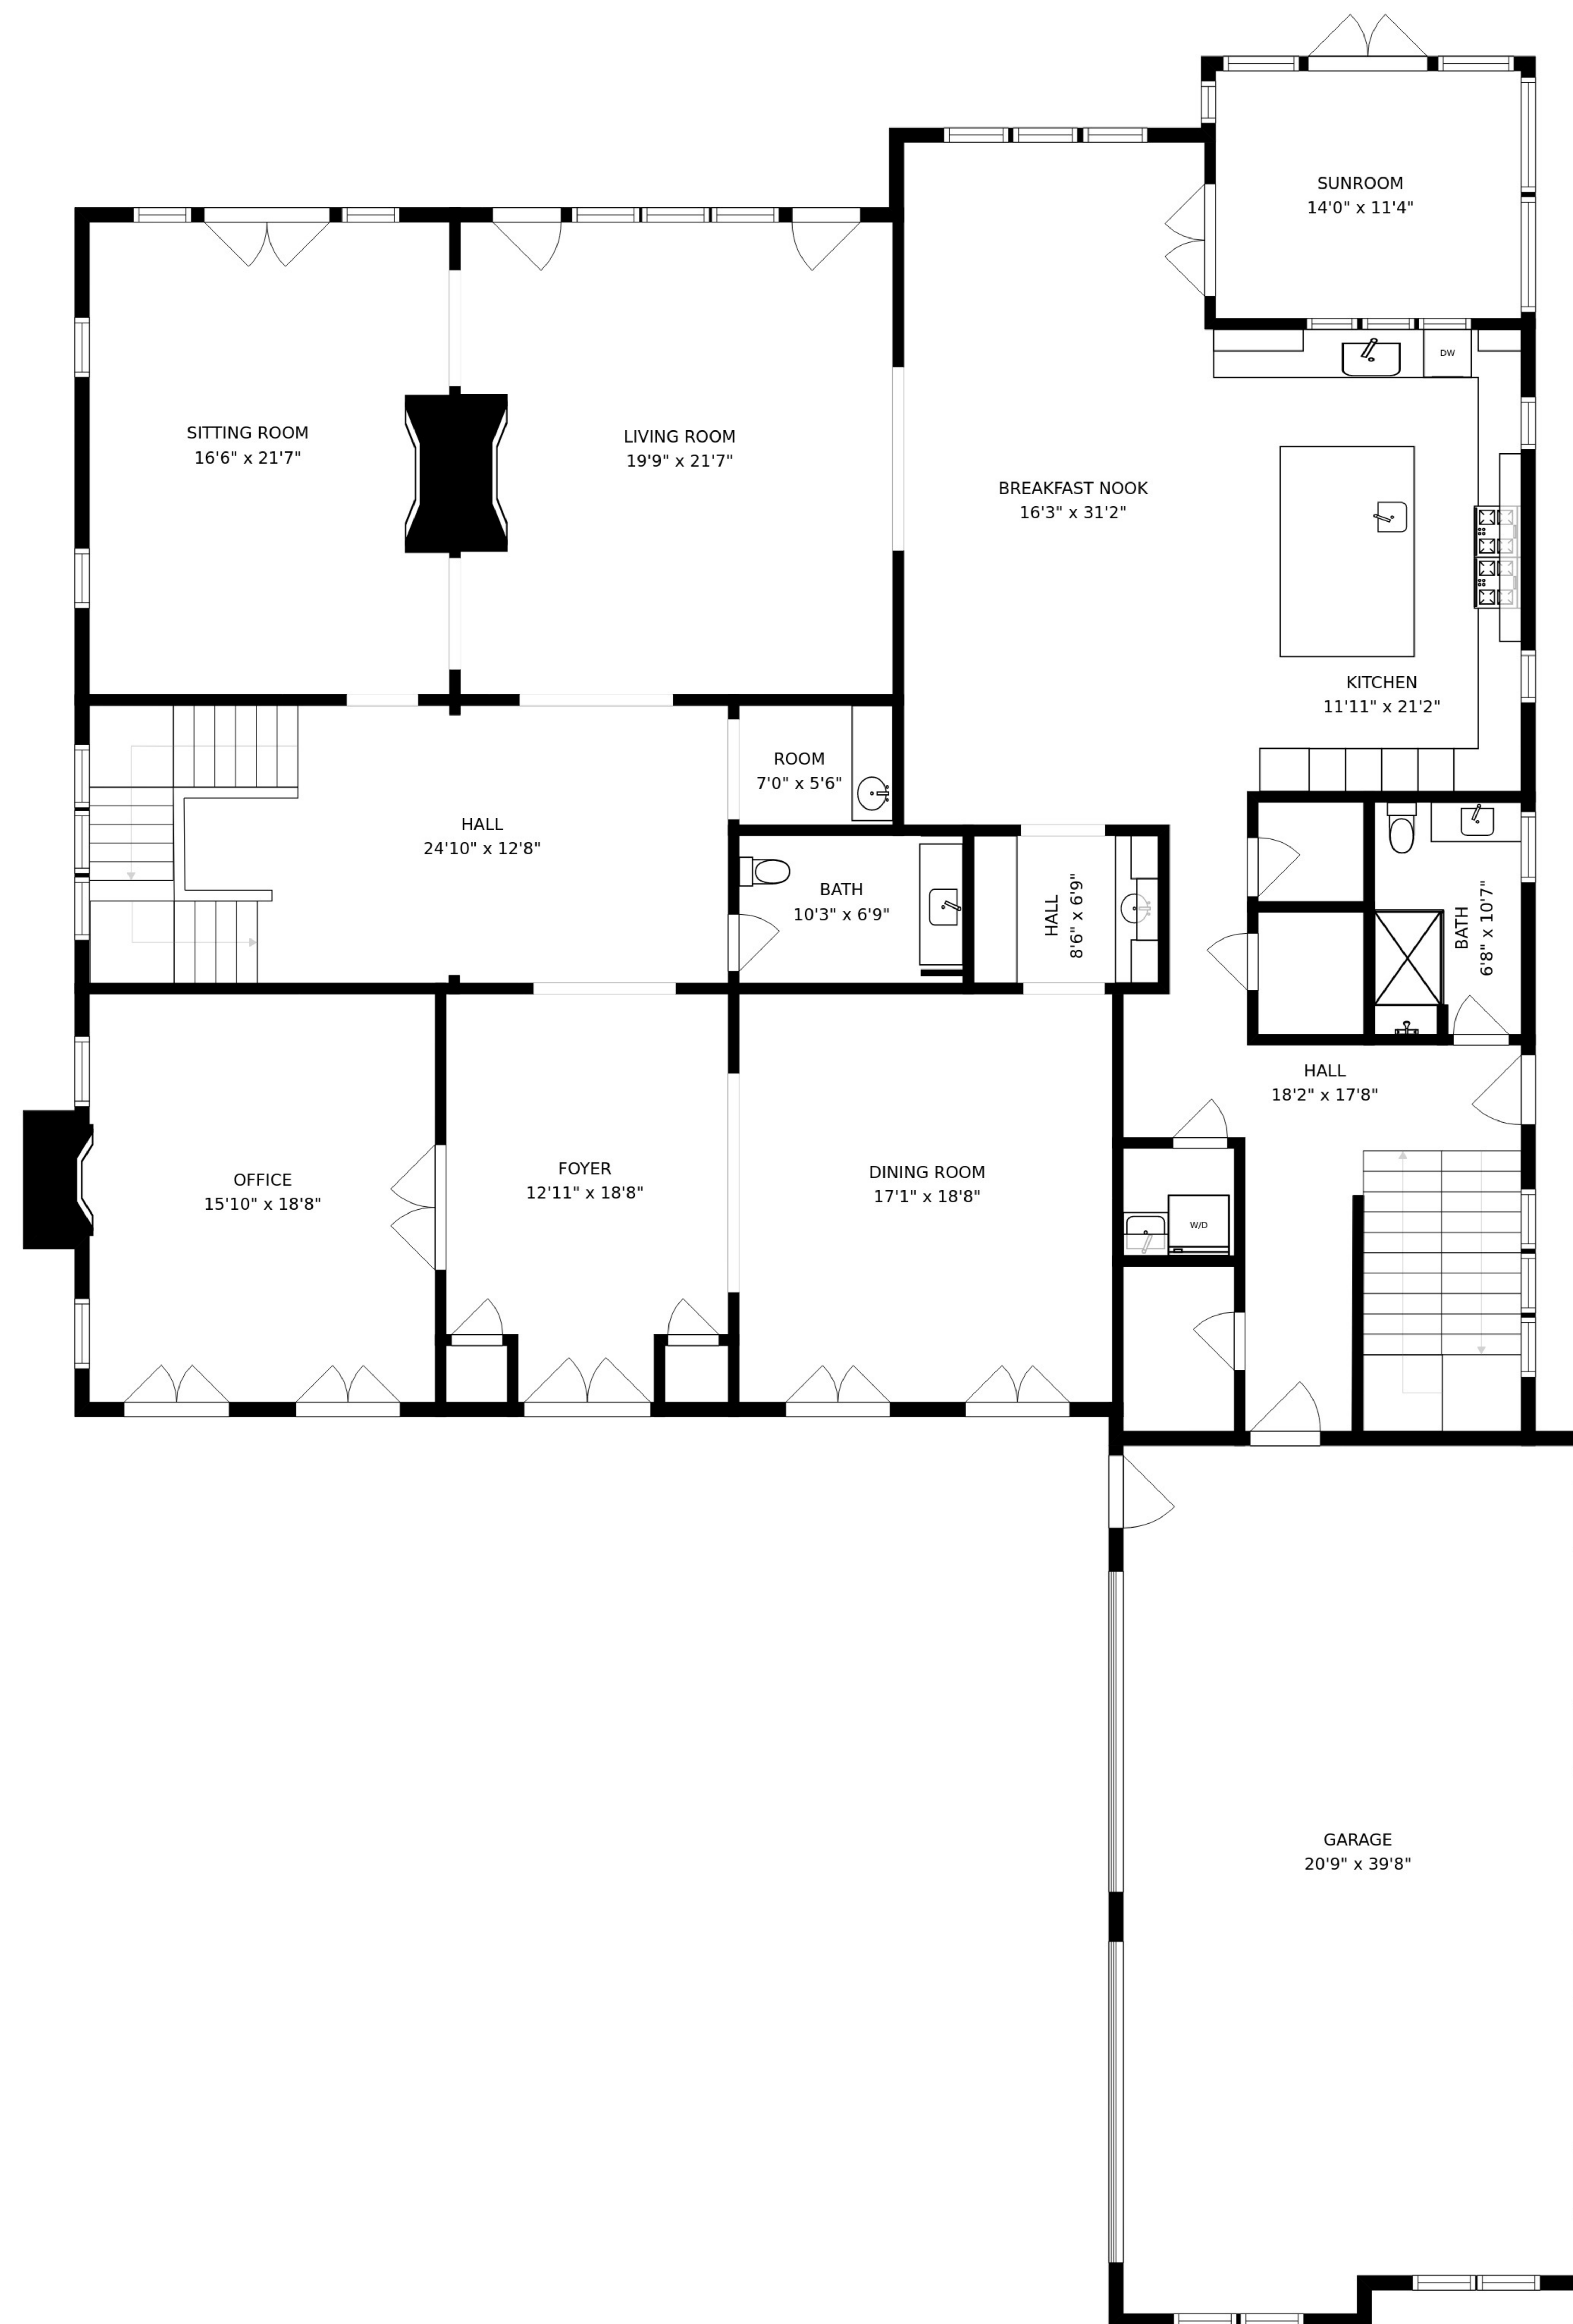 SUNROOM
14'0" x 11'4"
DW
SITTING ROOM
16'6" x 21'7"
LIVING ROOM
19'9" x 21'7"
BREAKFAST NOOK
16'3" x 31'2"
KITCHEN
11'11" x 21'2"
ROOM
7'0" x 5'6"
HALL
24'10" x 12'8"
BATH
10'3" x 6'9"
HALL
8'6" x 6'9"
BATH
6'8" x 10'7"
HALL
18'2" x 17'8"
OFFICE
15'10" x 18'8"
FOYER
12'11" x 18'8"
DINING ROOM
17'1" x 18'8"
W/D
GARAGE
20'9" x 39'8"